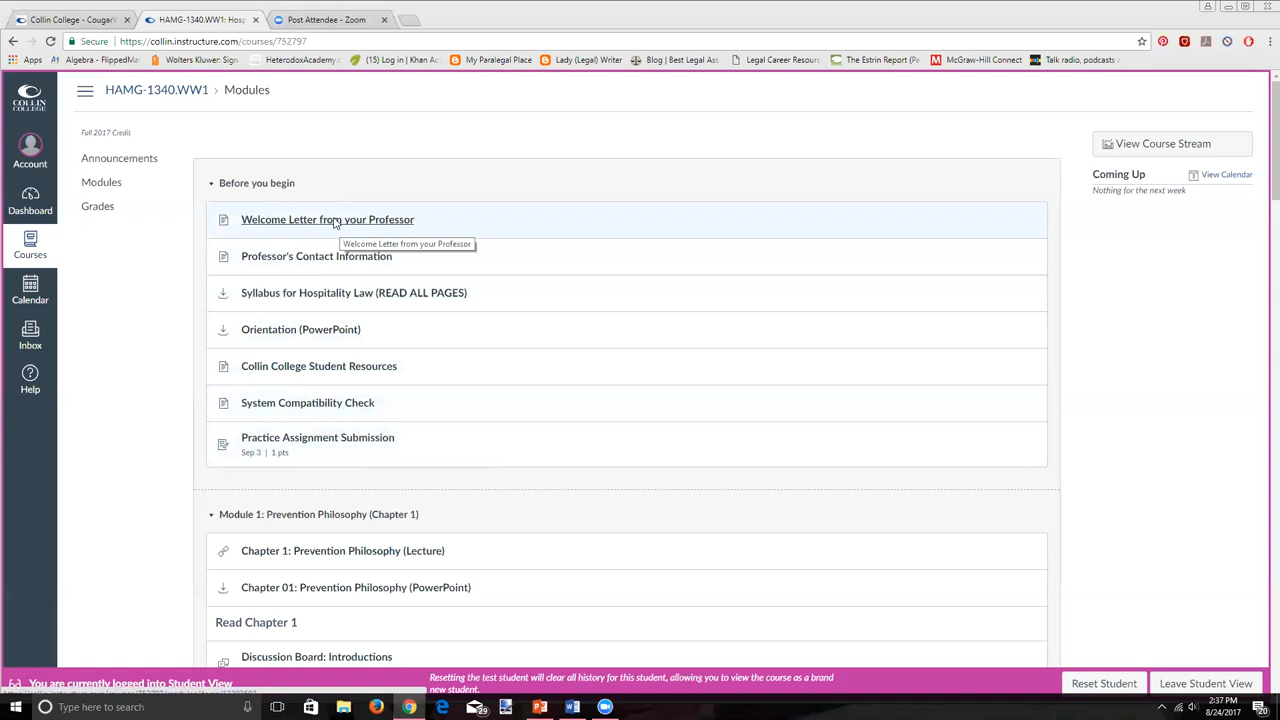 Collin College - CougarW
HAMG-1340.WW1: Hosp
Post Attendee - Zoom
Secure
https://collin.instructure.com/courses/752797
Apps
Algebra - FlippedMa
Wolters Kluwer: Sign
HeterodoxAcademy.o
(15) Log in | Khan Ac
My Paralegal Place
Lady (Legal) Writer
Blog | Best Legal Ass
Legal Career Resourc
The Estrin Report (Pa
McGraw-Hill Connect
Talk radio, podcasts
COLLIN
COLLEGE
HAMG-1340.WW1 › Modules
Fall 2017 Credit
Account
Dashboard
Courses
Calendar
Inbox
Help
Announcements
Modules
Grades
View Course Stream
Coming Up
View Calendar
Nothing for the next week
Before you begin
Welcome Letter from your Professor
Welcome Letter from your Professor
Professor's Contact Information
Syllabus for Hospitality Law (READ ALL PAGES)
Orientation (PowerPoint)
Collin College Student Resources
System Compatibility Check
Practice Assignment Submission
Sep 3 | 1 pts
Module 1: Prevention Philosophy (Chapter 1)
Chapter 1: Prevention Philosophy (Lecture)
Chapter 01: Prevention Philosophy (PowerPoint)
Read Chapter 1
Discussion Board: Introductions
You are currently logged into Student View
Resetting the test student will clear all history for this student, allowing you to view the course as a brand
new student.
Reset Student
Leave Student View
Type here to search
29
2:37 PM
8/24/2017
20